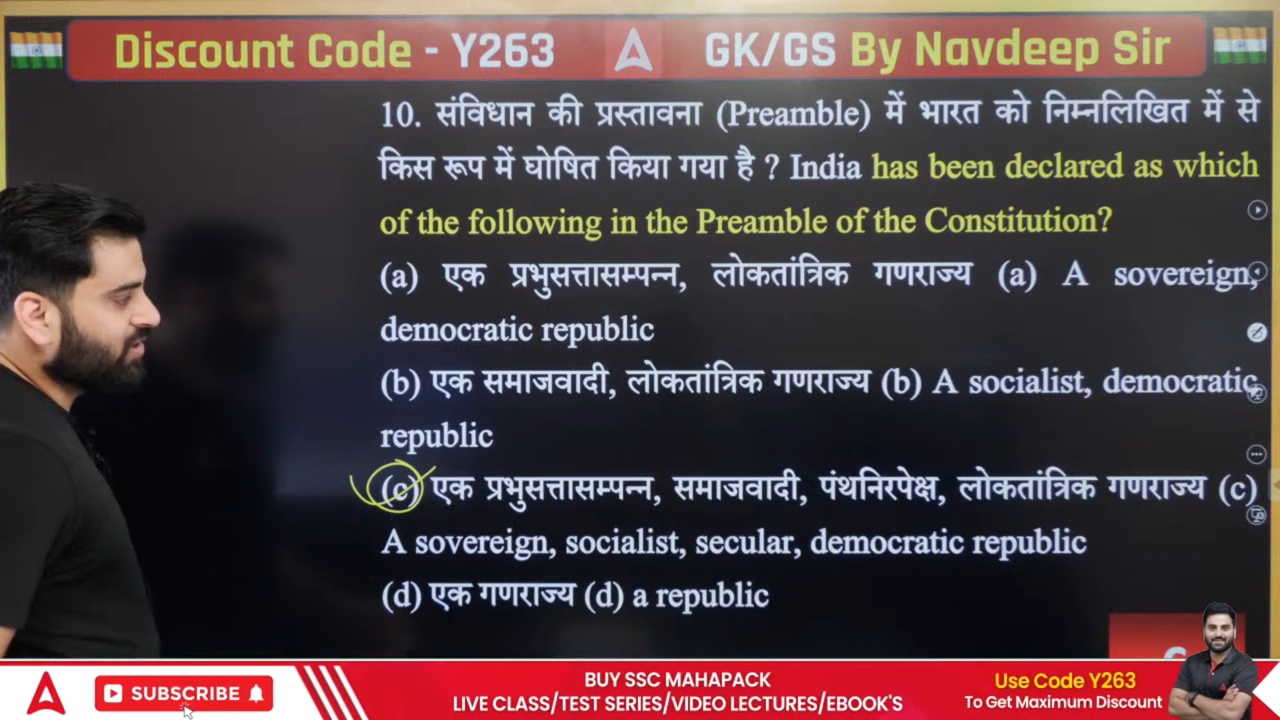 Discount Code - Y263 GK/GS By Navdeep Sir
10. संविधान की प्रस्तावना (Preamble) में भारत को निम्नलिखित में से
किस रूप में घोषित किया गया है ? India has been declared as which
of the following in the Preamble of the Constitution?
(a) एक प्रभुसत्तासम्पन्न, लोकतांत्रिक गणराज्य (a) A sovereign,
democratic republic
(b) एक समाजवादी, लोकतांत्रिक गणराज्य (b) A socialist, democratic
republic
(c) एक प्रभुसत्तासम्पन्न, समाजवादी, पंथनिरपेक्ष, लोकतांत्रिक गणराज्य (c)
A sovereign, socialist, secular, democratic republic
(d) एक गणराज्य (d) a republic
SUBSCRIBE
BUY SSC MAHAPACK
LIVE CLASS/TEST SERIES/VIDEO LECTURES/EBOOK'S
Use Code Y263
To Get Maximum Discount